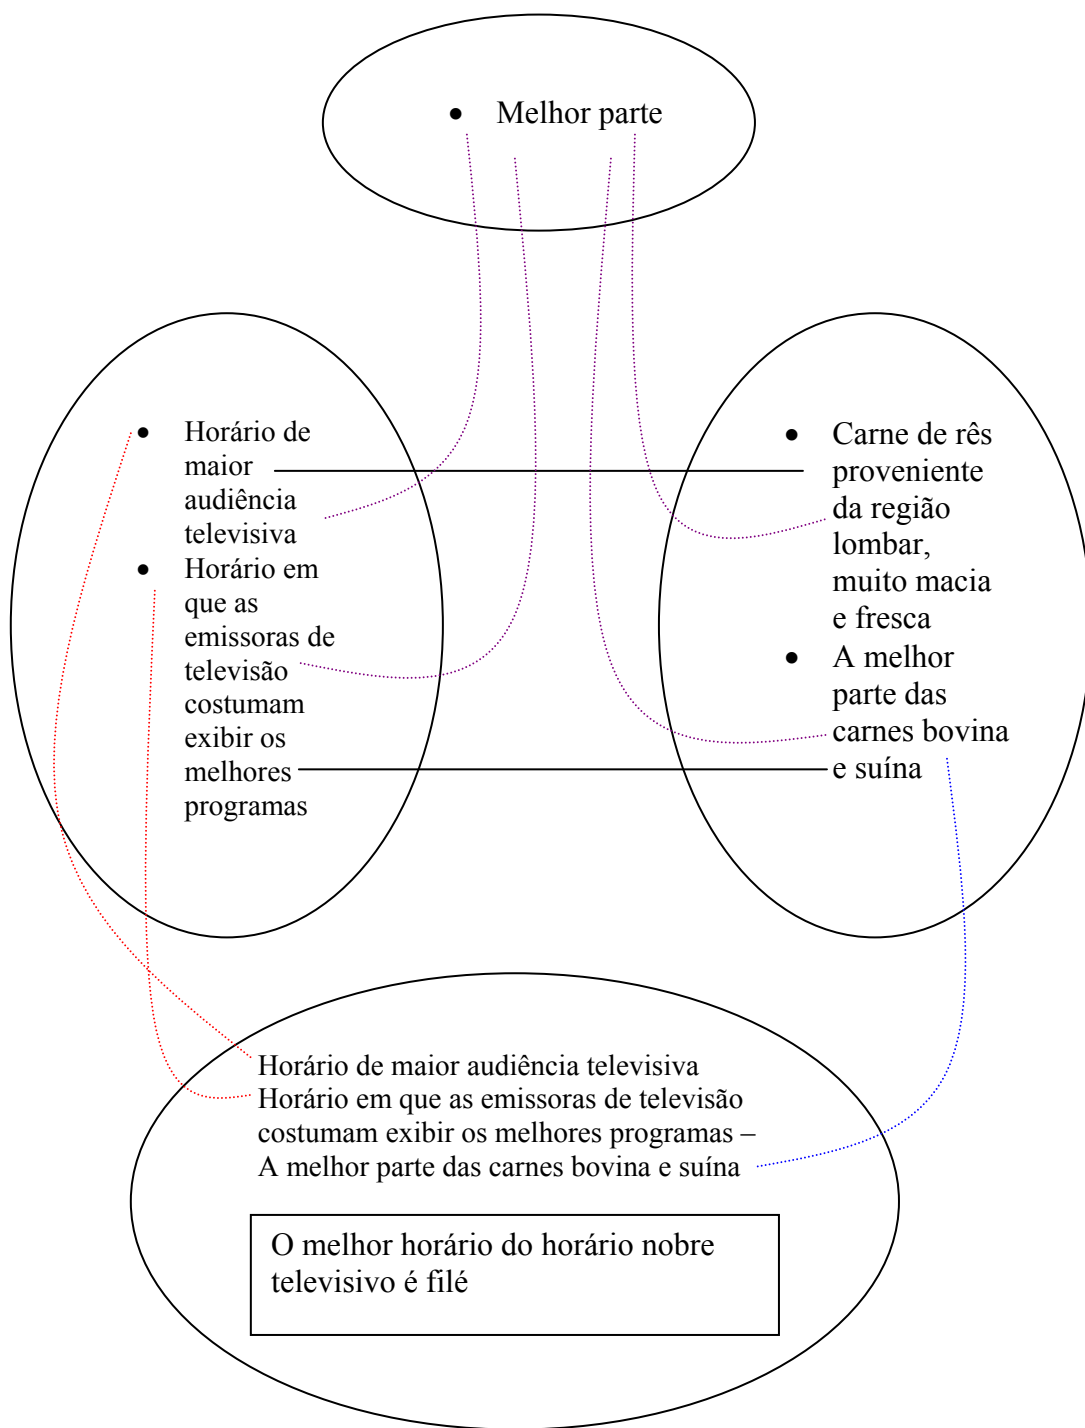 • Melhor parte
• Horário de
maior
audiência
televisiva
• Horário em
que as
emissoras de
televisão
costumam
exibir os
melhores
programas
• Carne de rês
proveniente
da região
lombar,
muito macia
e fresca
• A melhor
parte das
carnes bovina
e suína
Horário de maior audiência televisiva
Horário em que as emissoras de televisão
costumam exibir os melhores programas –
A melhor parte das carnes bovina e suína
O melhor horário do horário nobre
televisivo é filé